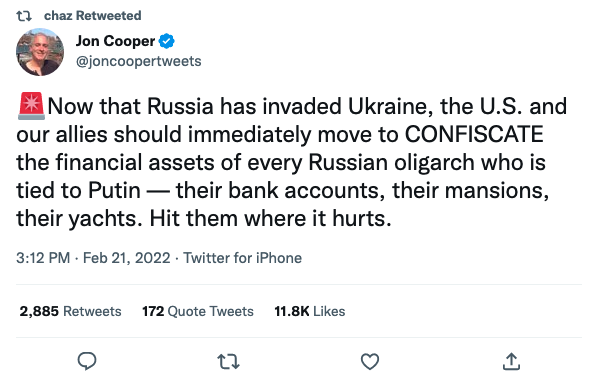 chaz Retweeted
Jon Cooper
@joncoopertweets
🚨Now that Russia has invaded Ukraine, the U.S. and
our allies should immediately move to CONFISCATE
the financial assets of every Russian oligarch who is
tied to Putin — their bank accounts, their mansions,
their yachts. Hit them where it hurts.
3:12 PM · Feb 21, 2022 · Twitter for iPhone
2,885 Retweets 172 Quote Tweets 11.8K Likes